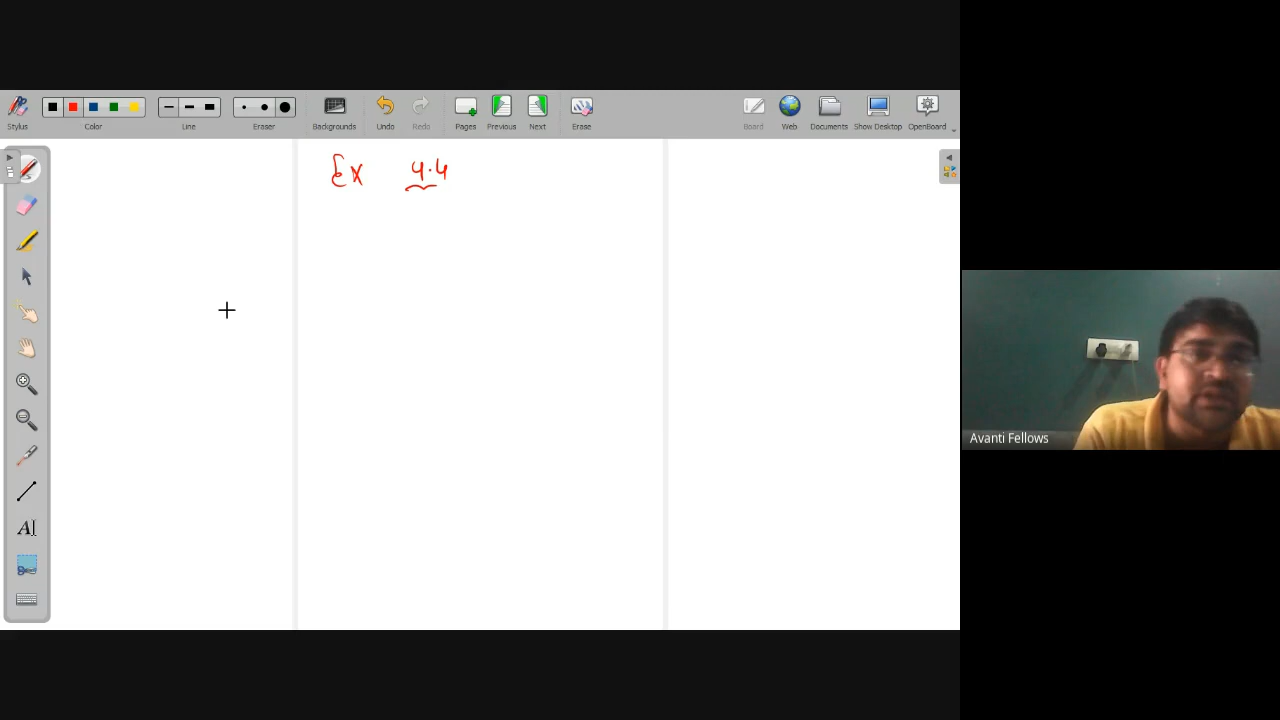 Stylus Color Line Eraser Backgrounds Undo Redo Pages Previous Next Erase Board Web Documents Show Desktop OpenBoard
Ex 4.4
A
Avanti Fellows